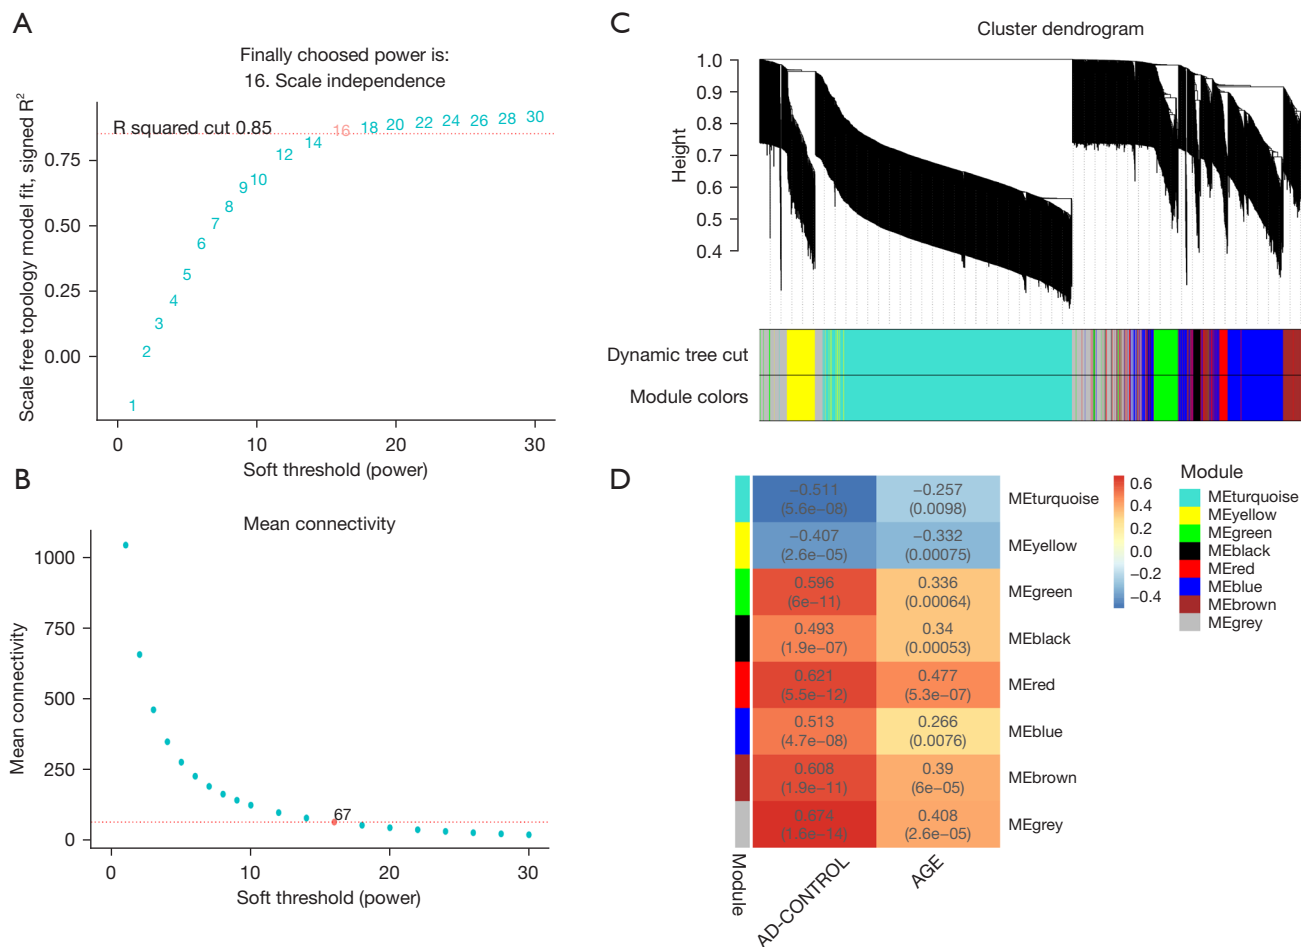 A
Finally choosed power is:
16. Scale independence
Scale free topology model fit, signed R²
R squared cut 0.85
0.75
0.50
0.25
0.00
1
2
3
4
5
6
7
8
9
10
12
14
16
18
20
22
24
26
28
30
0
10
20
30
Soft threshold (power)
B
Mean connectivity
Mean connectivity
1000
750
500
250
0
67
0
10
20
30
Soft threshold (power)
C
Cluster dendrogram
Height
1.0
0.9
0.8
0.7
0.6
0.5
0.4
Dynamic tree cut
Module colors
D
−0.511
(5.6e−08)
−0.257
(0.0098)
MEturquoise
−0.407
(2.6e−05)
−0.332
(0.00075)
MEyellow
0.596
(6e−11)
0.336
(0.00064)
MEgreen
0.493
(1.9e−07)
0.34
(0.00053)
MEblack
0.621
(5.5e−12)
0.477
(5.3e−07)
MEred
0.513
(4.7e−08)
0.266
(0.0076)
MEblue
0.608
(1.9e−11)
0.39
(6e−05)
MEbrown
0.674
(1.6e−14)
0.408
(2.6e−05)
MEgrey
Module
AD-CONTROL
AGE
0.6
0.4
0.2
0.0
−0.2
−0.4
Module
MEturquoise
MEyellow
MEgreen
MEblack
MEred
MEblue
MEbrown
MEgrey